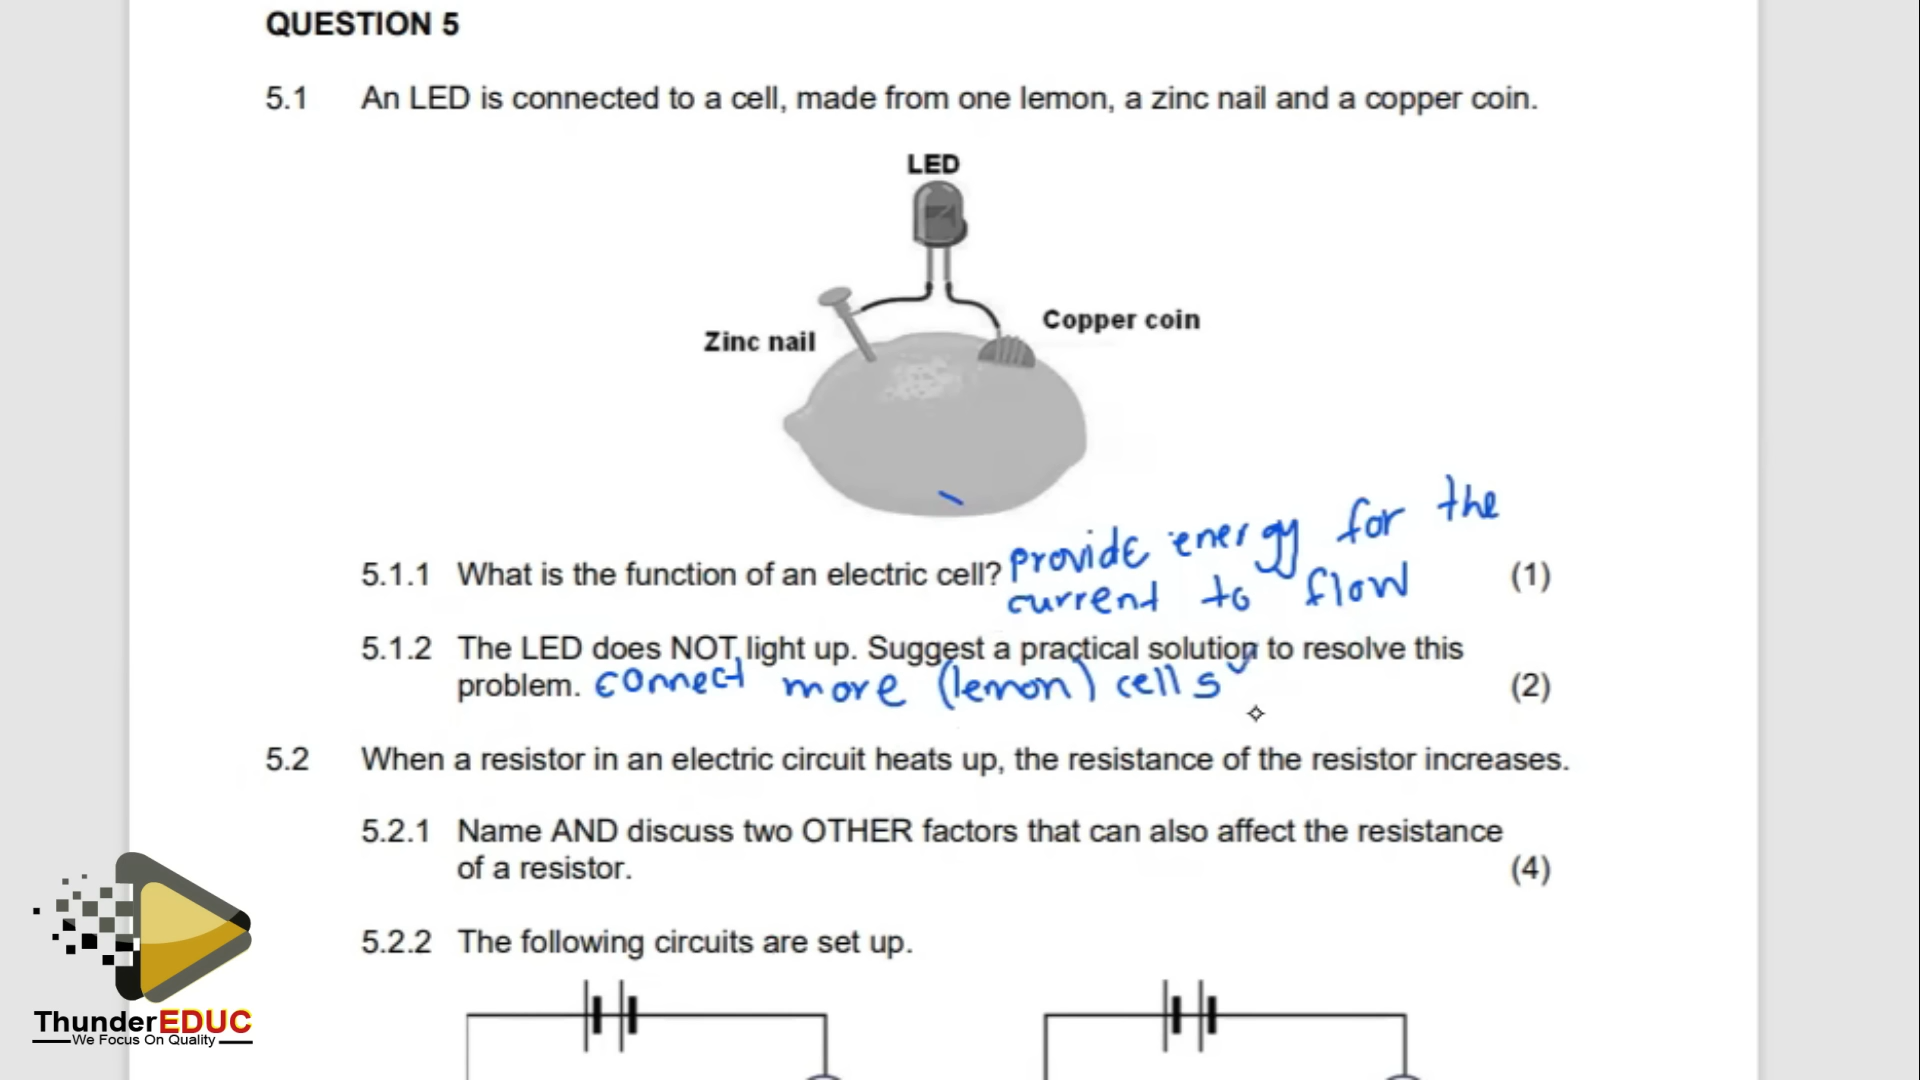 QUESTION 5
5.1 An LED is connected to a cell, made from one lemon, a zinc nail and a copper coin.
LED
Zinc nail
Copper coin
provide energy for the
5.1.1 What is the function of an electric cell? (1)
current to flow
5.1.2 The LED does NOT light up. Suggest a practical solution to resolve this
problem. connect more (lemon) cells (2)
5.2 When a resistor in an electric circuit heats up, the resistance of the resistor increases.
5.2.1 Name AND discuss two OTHER factors that can also affect the resistance
of a resistor. (4)
5.2.2 The following circuits are set up.
ThunderEDUC
We Focus On Quality